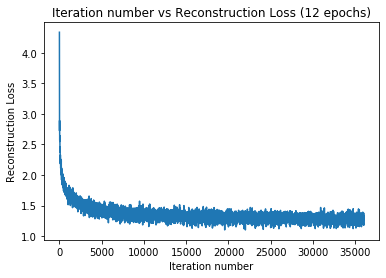 Iteration number vs Reconstruction Loss (12 epochs)
Reconstruction Loss
4.0
3.5
3.0
2.5
2.0
1.5
1.0
0 5000 10000 15000 20000 25000 30000 35000
Iteration number